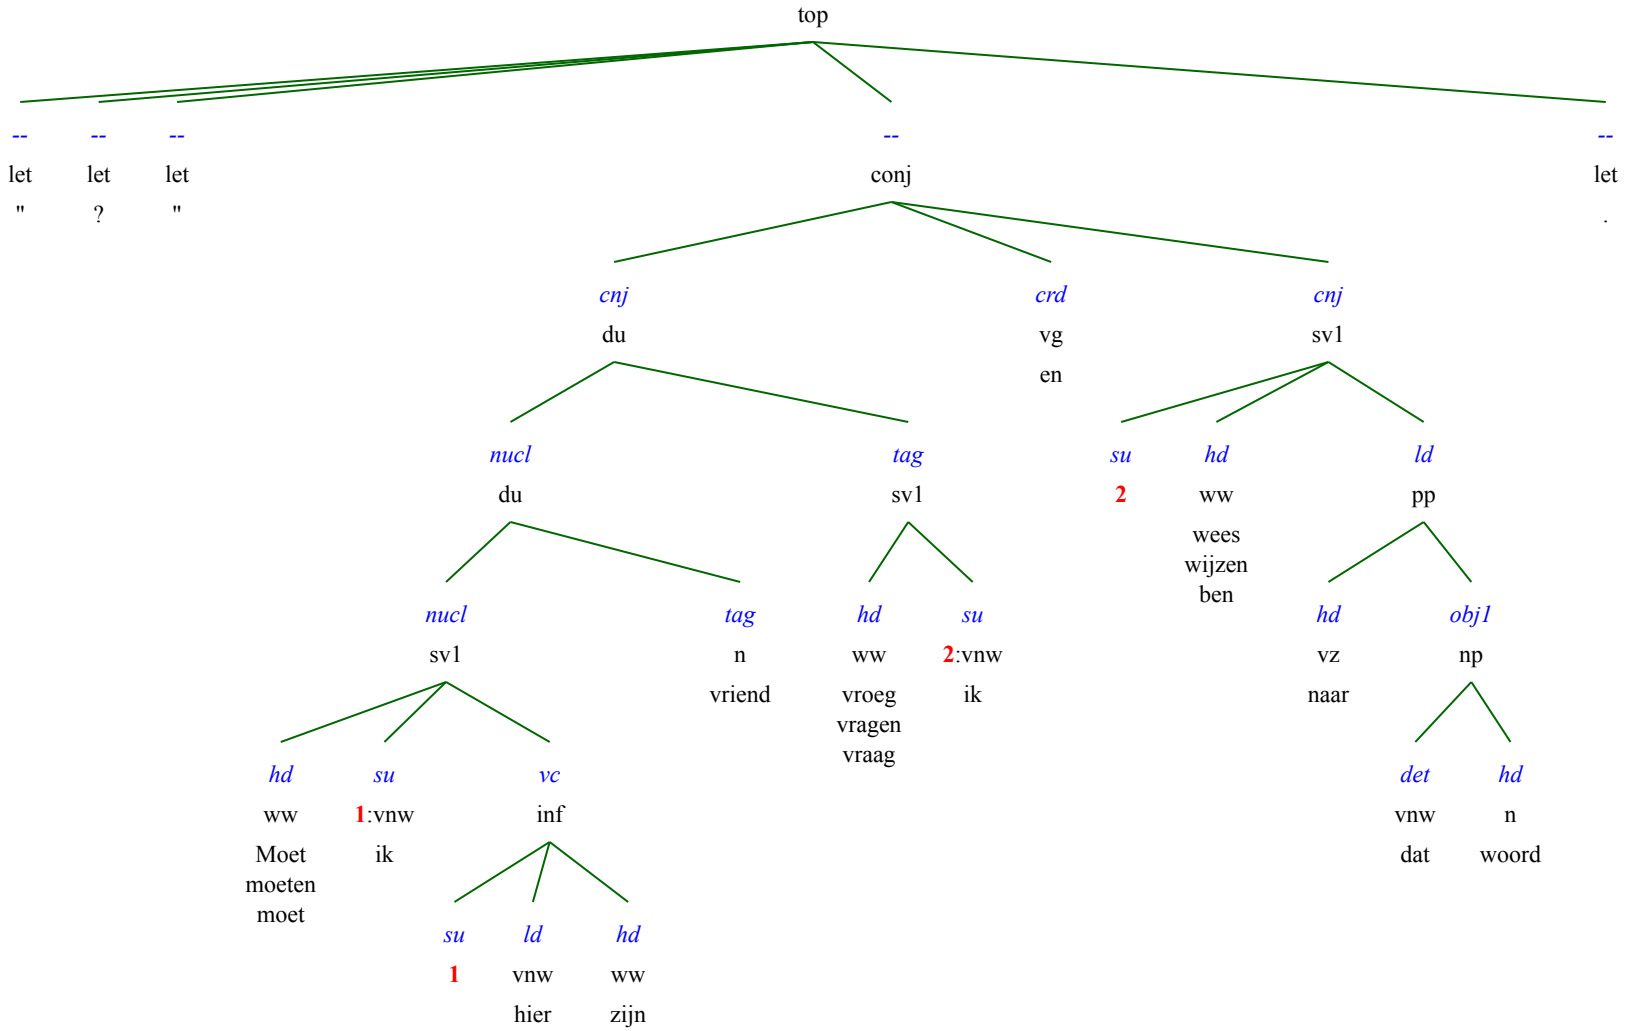 top
-- -- -- -- --
let let let conj let
" ? " .
cnj crd cnj
du vg sv1
en
nucl tag su hd ld
du sv1 2 ww pp
wees
wijzen
ben
nucl tag hd su hd obj1
sv1 n ww 2:vnw vz np
vriend vroeg ik naar
vragen
vraag
hd su vc det hd
ww 1:vnw inf vnw n
Moet ik dat woord
moeten
moet
su ld hd
1 vnw ww
hier zijn